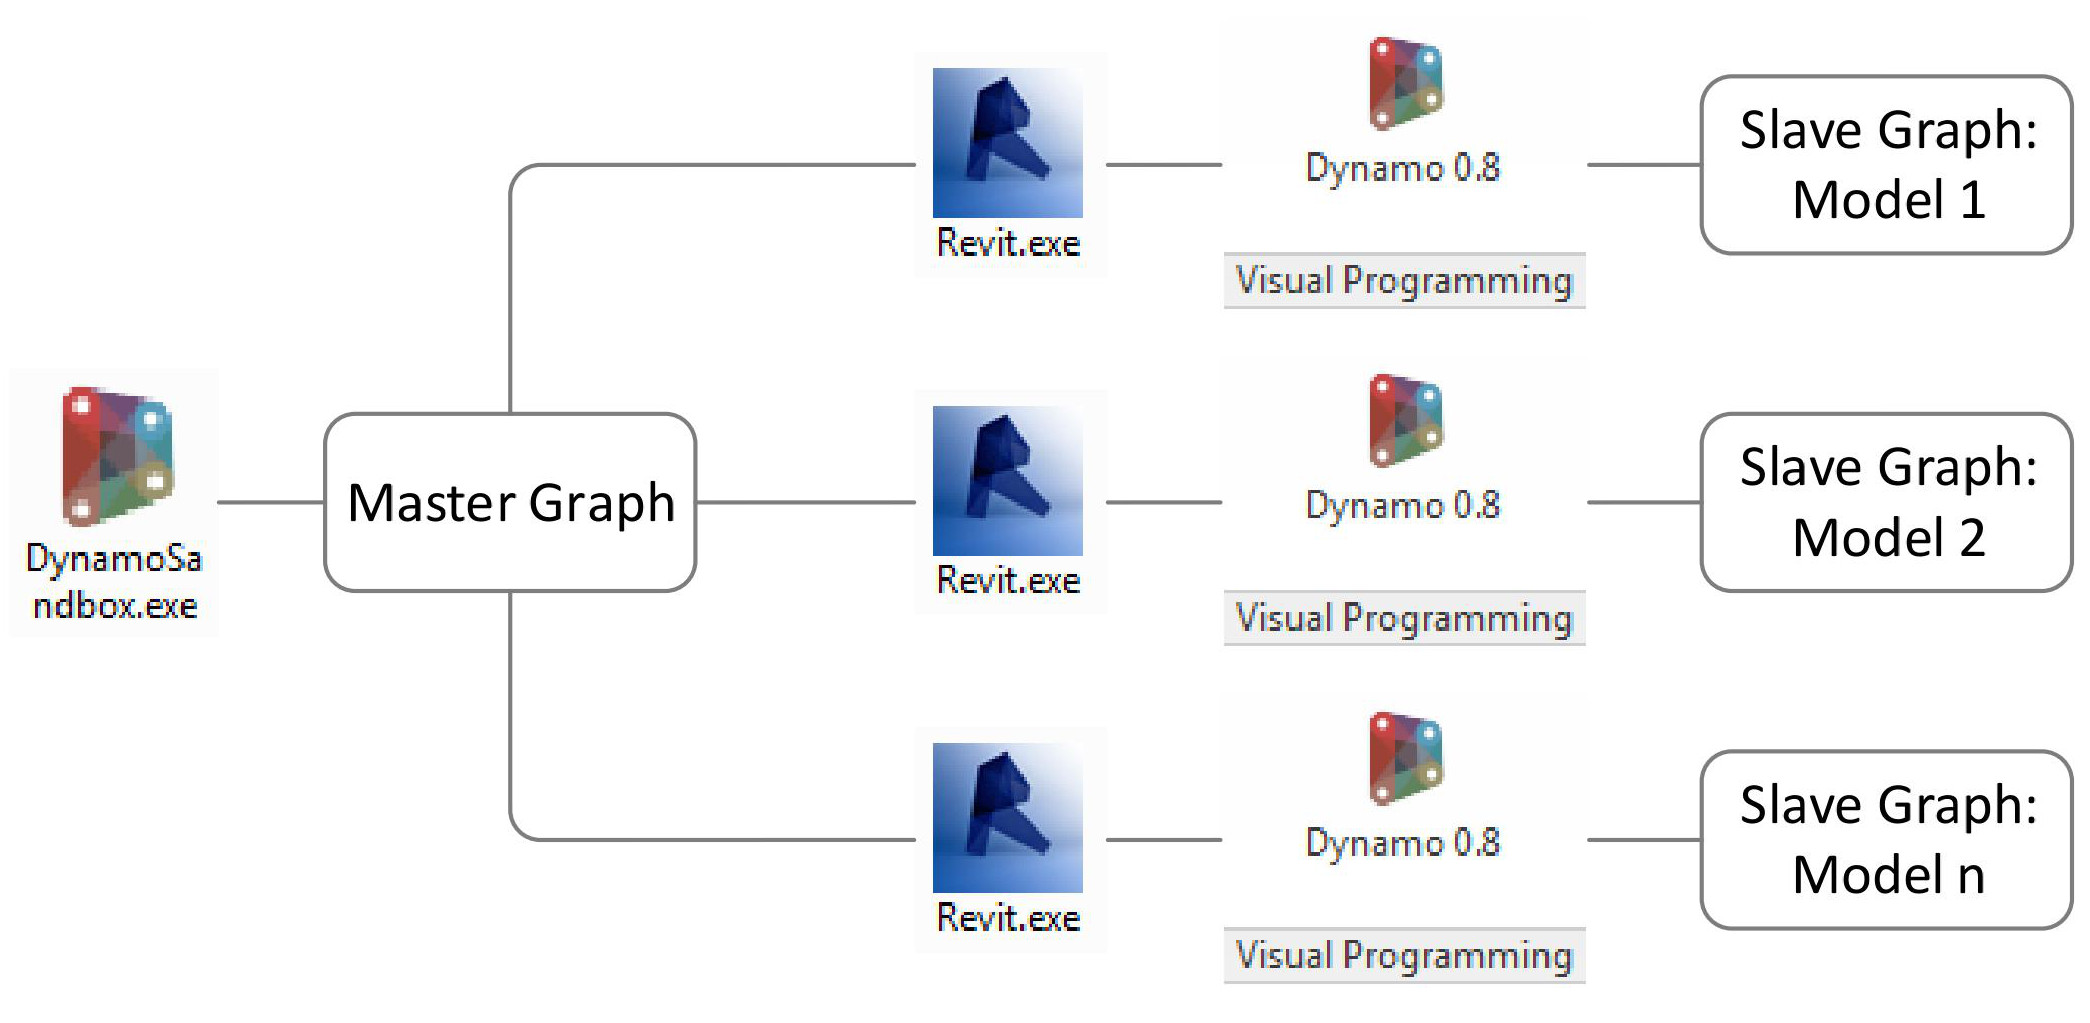 DynamoSa
ndbox.exe
Master Graph
Revit.exe
Dynamo 0.8
Visual Programming
Slave Graph:
Model 1
Revit.exe
Dynamo 0.8
Visual Programming
Slave Graph:
Model 2
Revit.exe
Dynamo 0.8
Visual Programming
Slave Graph:
Model n